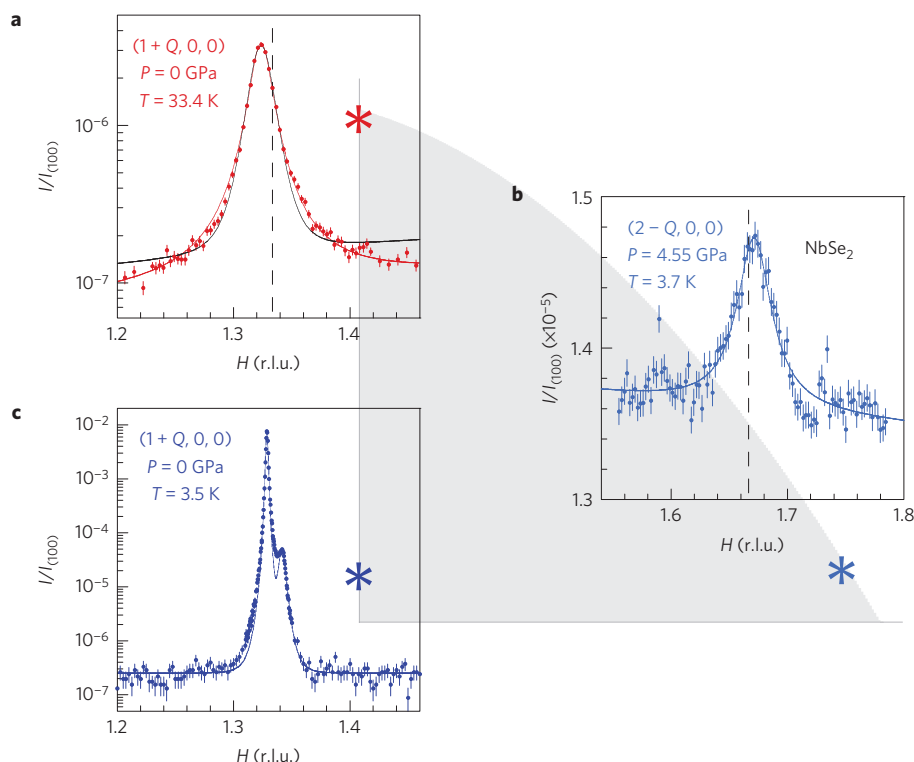 a
(1 + Q, 0, 0)
P = 0 GPa
T = 33.4 K
10⁻⁶
10⁻⁷
I/I(100)
1.2 1.3 1.4
H (r.l.u.)
b
(2 − Q, 0, 0)
P = 4.55 GPa
T = 3.7 K
NbSe₂
1.5
1.4
1.3
I/I(100) (×10⁻⁵)
1.6 1.7 1.8
H (r.l.u.)
c
(1 + Q, 0, 0)
P = 0 GPa
T = 3.5 K
10⁻²
10⁻³
10⁻⁴
10⁻⁵
10⁻⁶
10⁻⁷
I/I(100)
1.2 1.3 1.4
H (r.l.u.)